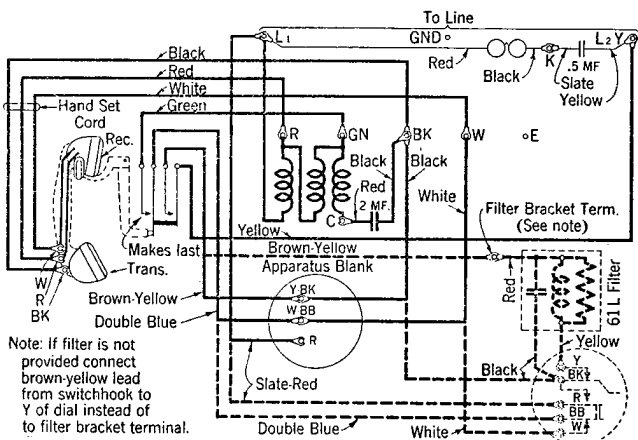 To Line
L1
GND
L2 Y
Red
Black
K
.5 MF
Slate
Yellow
Black
Red
White
Green
Hand Set
Cord
Rec.
R
GN
BK
W
E
Black
Black
Red
2 MF.
C
White
Filter Bracket Term.
(See note)
Yellow
Brown-Yellow
Makes last
Trans.
W
R
BK
Apparatus Blank
Brown-Yellow
Y BK
W BB
R
Double Blue
Red
61 L Filter
Yellow
Note: If filter is not
provided connect
brown-yellow lead
from switchhook to
Y of dial instead of
to filter bracket terminal.
Slate-Red
Black
Y
BK
R
BB
W
Double Blue
White